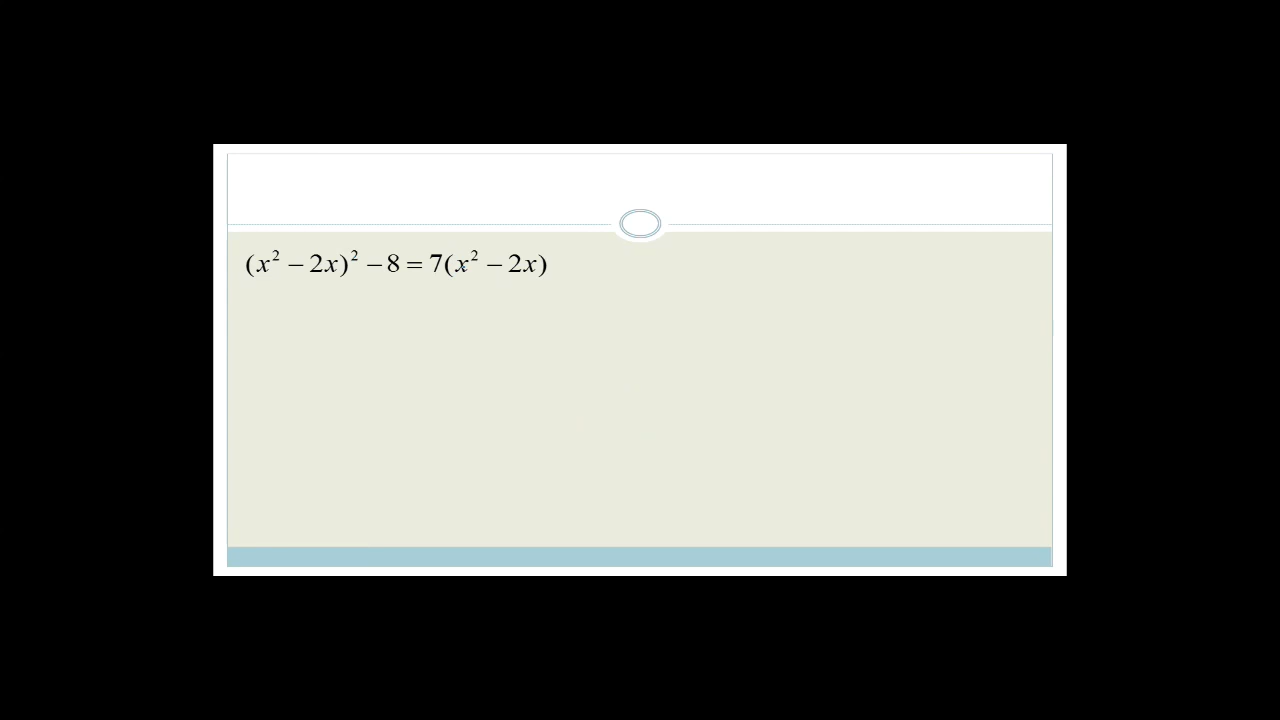 (x² − 2x)² − 8 = 7(x² − 2x)